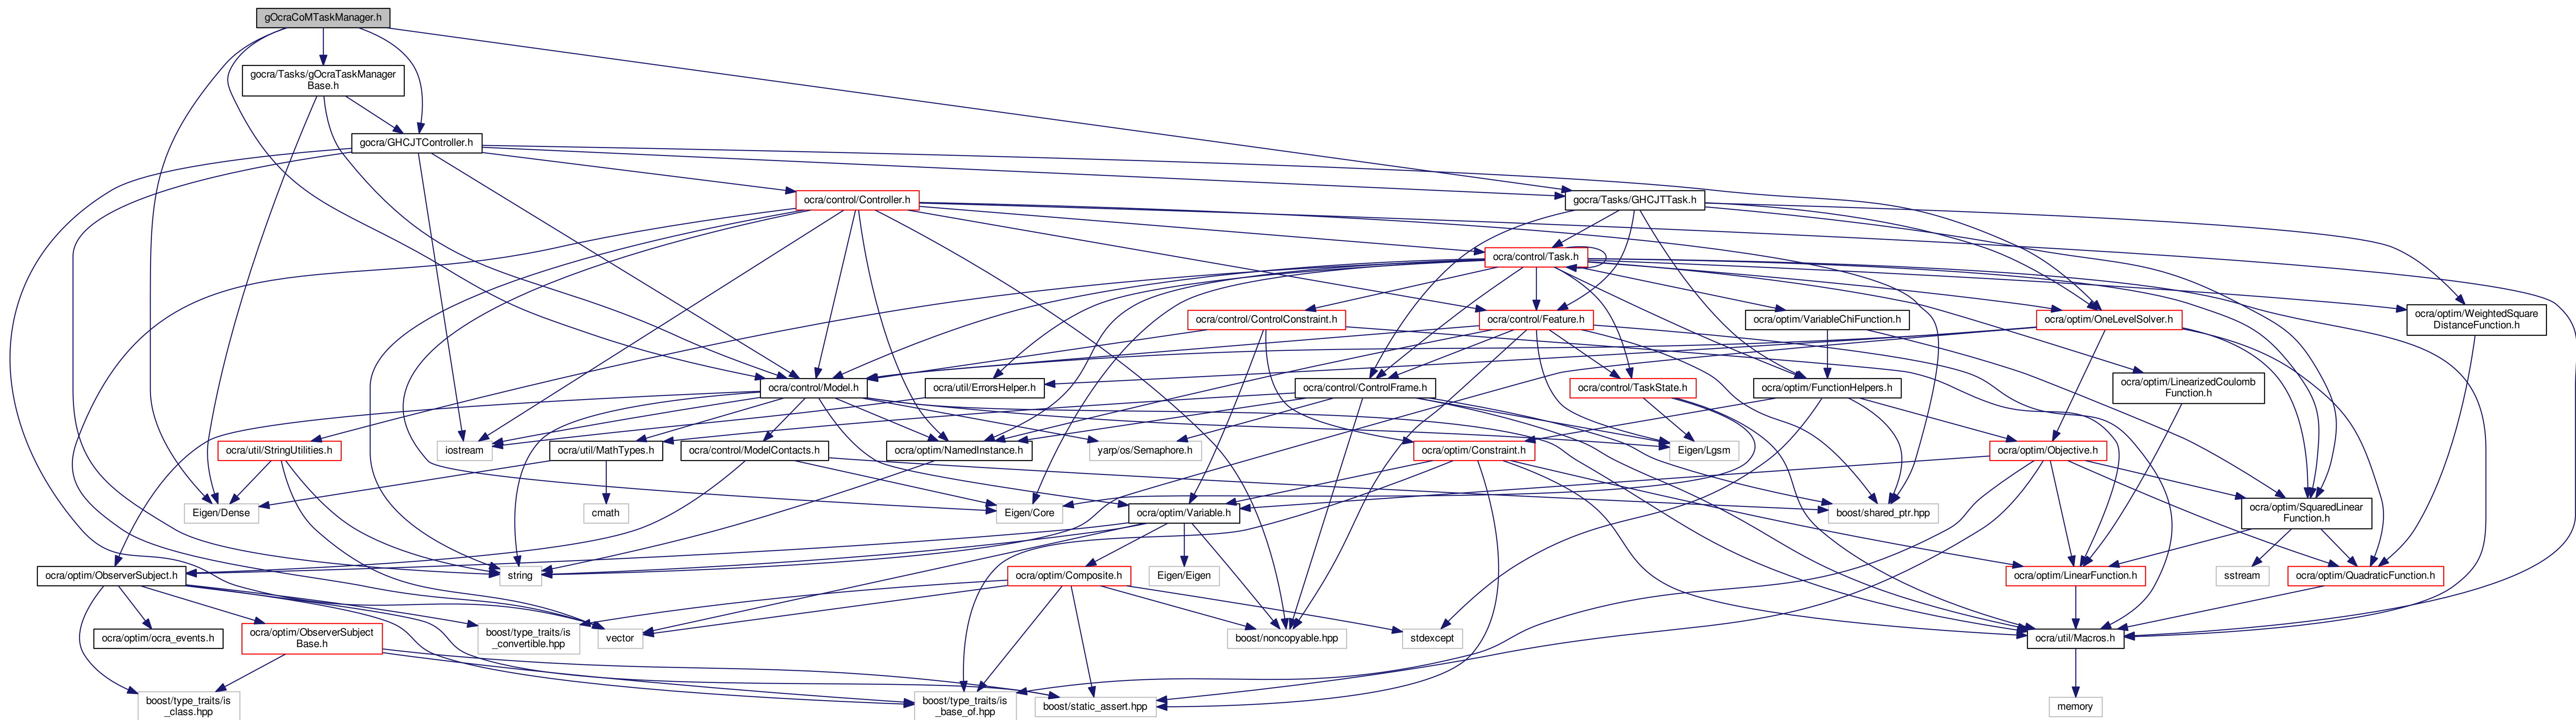 gOcraCoMTaskManager.h
gocra/Tasks/gOcraTaskManager
Base.h
gocra/GHCJTController.h
ocra/control/Controller.h
gocra/Tasks/GHCJTTask.h
ocra/control/Task.h
ocra/control/ControlConstraint.h
ocra/control/Feature.h
ocra/optim/VariableChiFunction.h
ocra/optim/OneLevelSolver.h
ocra/optim/WeightedSquare
DistanceFunction.h
ocra/control/Model.h
ocra/util/ErrorsHelper.h
ocra/control/ControlFrame.h
ocra/control/TaskState.h
ocra/optim/FunctionHelpers.h
ocra/optim/LinearizedCoulomb
Function.h
ocra/util/StringUtilities.h
iostream
ocra/util/MathTypes.h
ocra/control/ModelContacts.h
ocra/optim/NamedInstance.h
yarp/os/Semaphore.h
ocra/optim/Constraint.h
Eigen/Lgsm
ocra/optim/Objective.h
Eigen/Dense
cmath
Eigen/Core
ocra/optim/Variable.h
boost/shared_ptr.hpp
ocra/optim/SquaredLinear
Function.h
ocra/optim/ObserverSubject.h
string
ocra/optim/Composite.h
Eigen/Eigen
ocra/optim/LinearFunction.h
sstream
ocra/optim/QuadraticFunction.h
ocra/optim/ocra_events.h
ocra/optim/ObserverSubject
Base.h
boost/type_traits/is
_convertible.hpp
vector
boost/noncopyable.hpp
stdexcept
ocra/util/Macros.h
boost/type_traits/is
_class.hpp
boost/type_traits/is
_base_of.hpp
boost/static_assert.hpp
memory